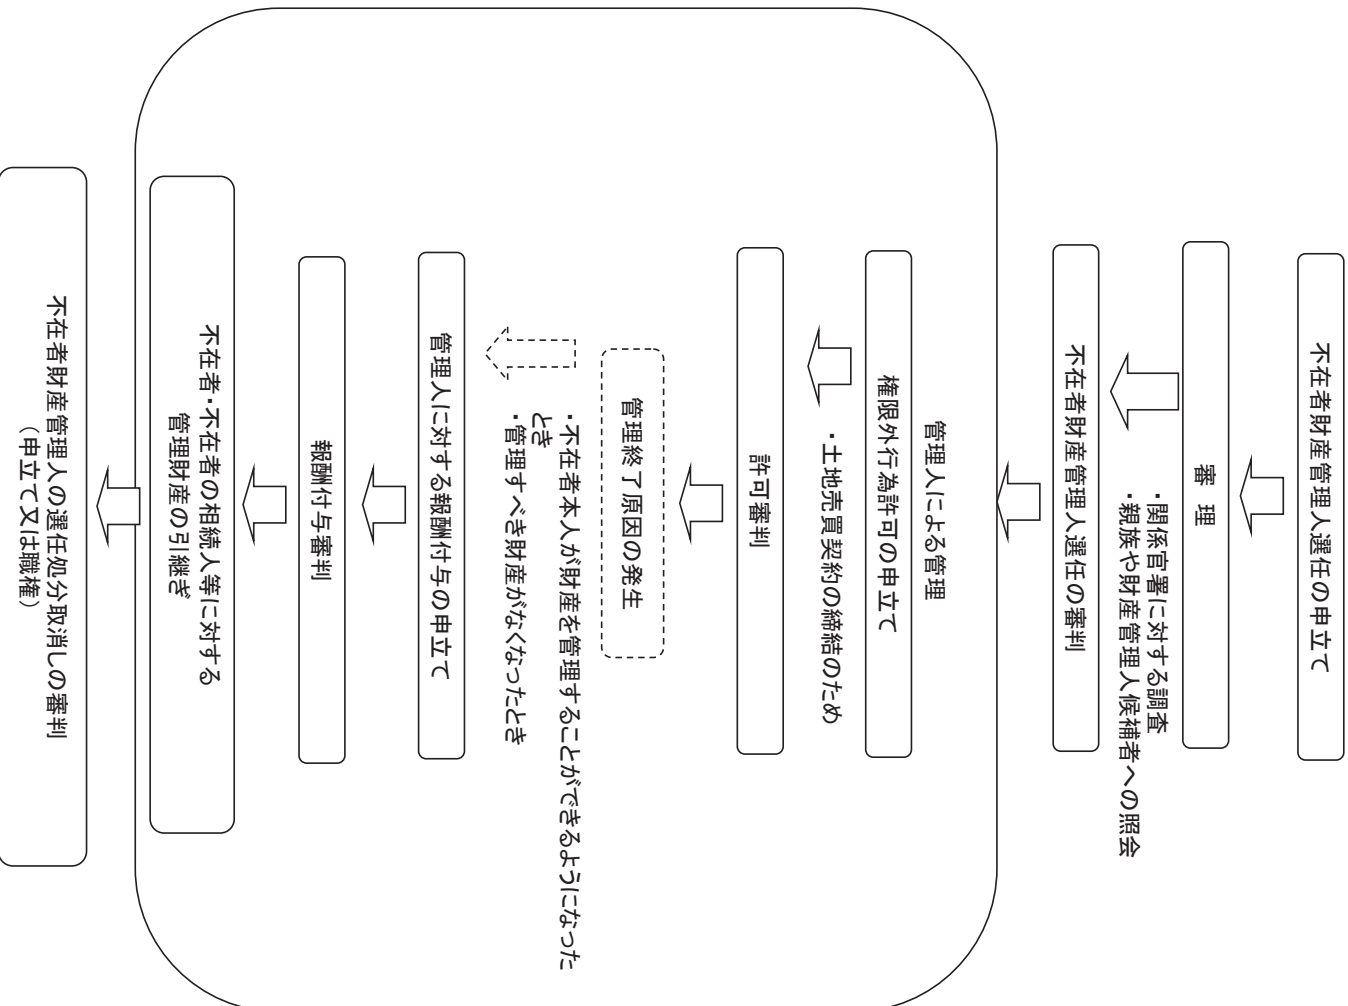 不在者財産管理人選任の申立て
審　理
・関係官署に対する調査
・親族や財産管理人候補者への照会
不在者財産管理人選任の審判
管理人による管理
権限外行為許可の申立て
・土地売買契約の締結のため
許可審判
管理終了原因の発生
・不在者本人が財産を管理することができるようになった
とき
・管理すべき財産がなくなったとき
管理人に対する報酬付与の申立て
報酬付与審判
不在者・不在者の相続人等に対する
管理財産の引継ぎ
不在者財産管理人の選任処分取消しの審判
（申立て又は職権）